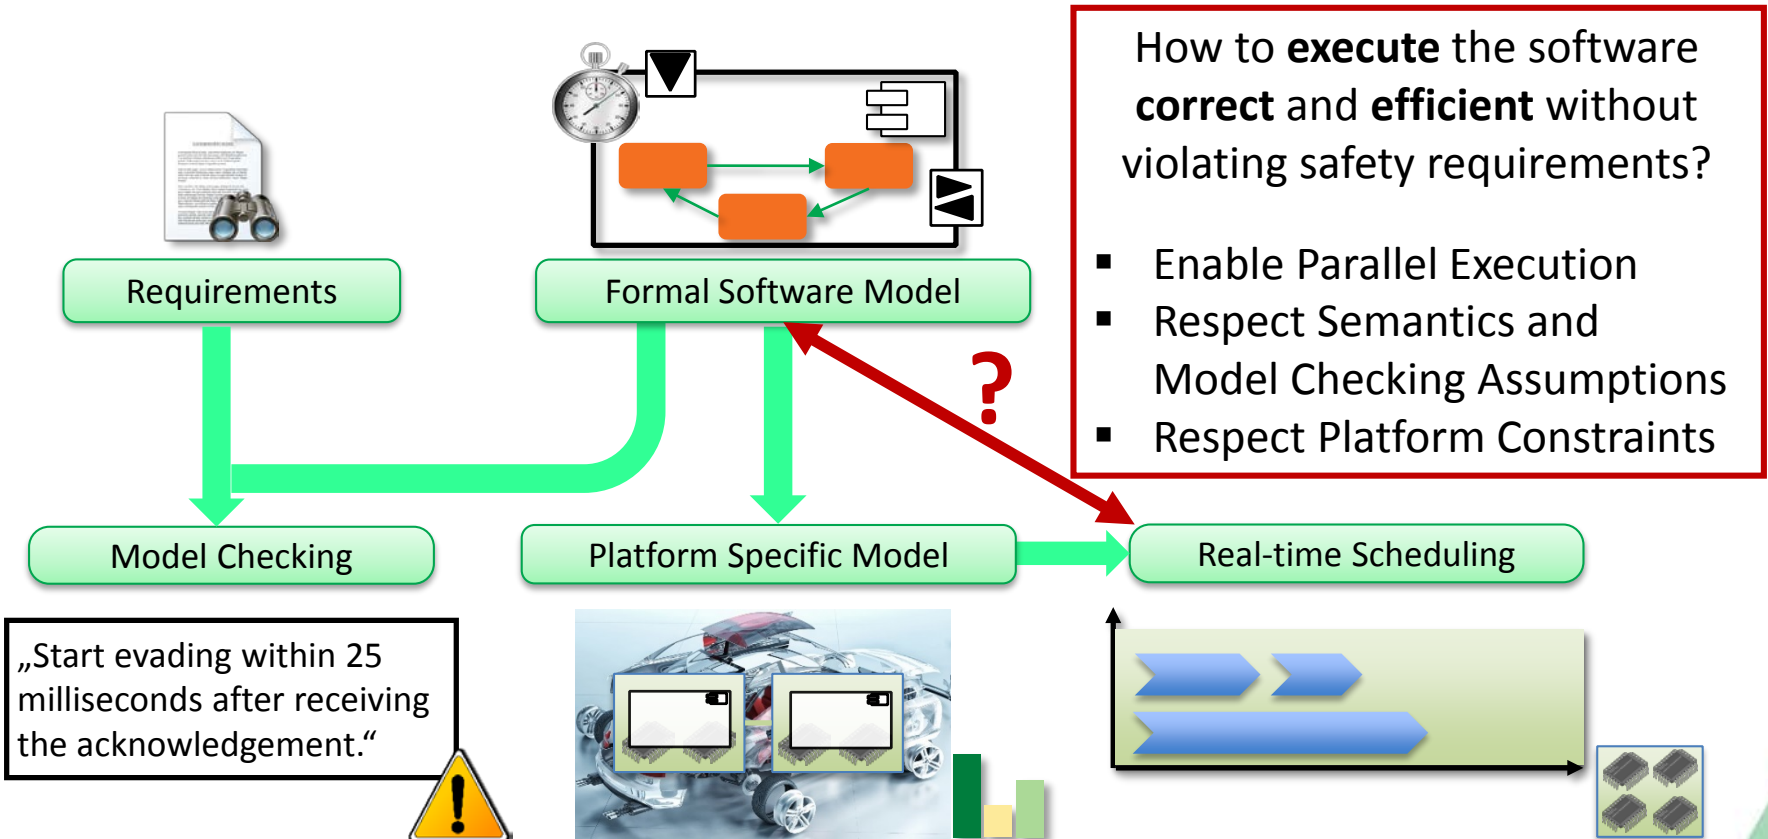 How to execute the software
correct and efficient without
violating safety requirements?
▪ Enable Parallel Execution
▪ Respect Semantics and
Model Checking Assumptions
▪ Respect Platform Constraints
Requirements
Formal Software Model
?
Model Checking
Platform Specific Model
Real-time Scheduling
„Start evading within 25
milliseconds after receiving
the acknowledgement.“